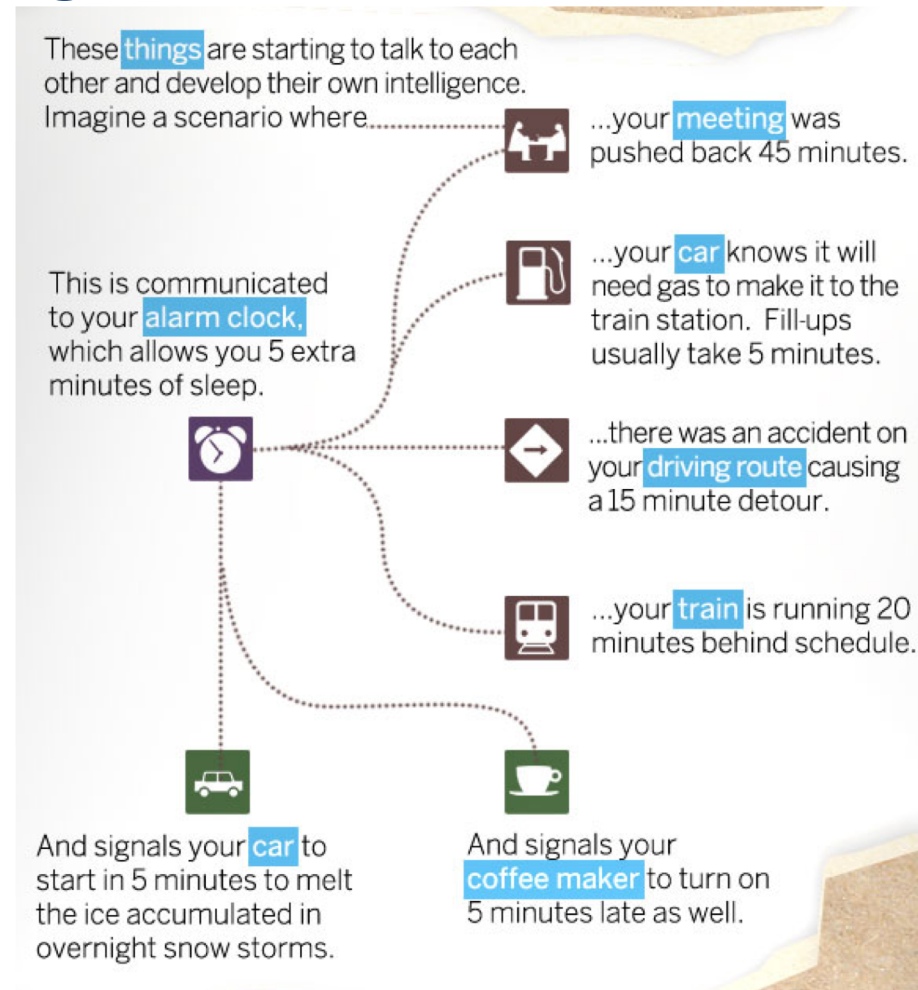 These things are starting to talk to each
other and develop their own intelligence.
Imagine a scenario where
...your meeting was
pushed back 45 minutes.
...your car knows it will
need gas to make it to the
train station. Fill-ups
usually take 5 minutes.
This is communicated
to your alarm clock,
which allows you 5 extra
minutes of sleep.
...there was an accident on
your driving route causing
a 15 minute detour.
...your train is running 20
minutes behind schedule.
And signals your car to
start in 5 minutes to melt
the ice accumulated in
overnight snow storms.
And signals your
coffee maker to turn on
5 minutes late as well.